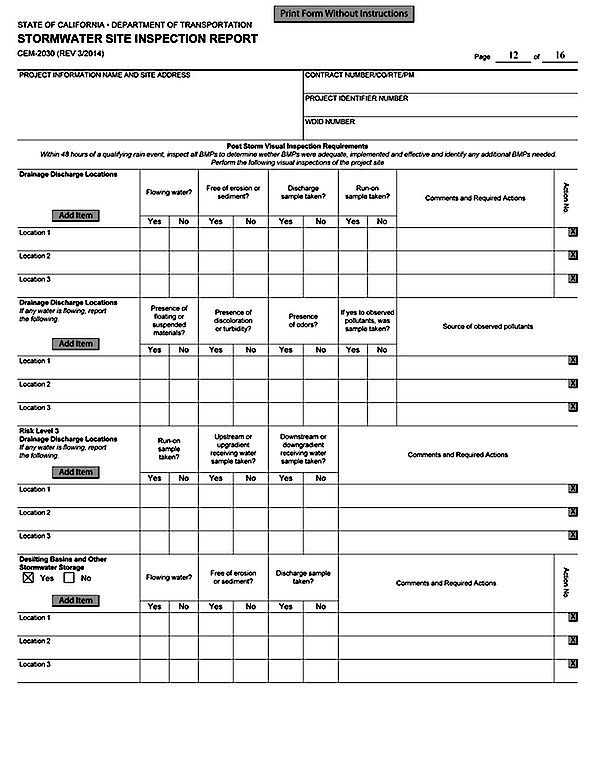 Print Form Without Instructions
STATE OF CALIFORNIA • DEPARTMENT OF TRANSPORTATION
STORMWATER SITE INSPECTION REPORT
CEM-2030 (REV 3/2014)
Page 12 of 16
PROJECT INFORMATION NAME AND SITE ADDRESS
CONTRACT NUMBER/CO/RTE/PM
PROJECT IDENTIFIER NUMBER
WDID NUMBER
Post Storm Visual Inspection Requirements
Within 48 hours of a qualifying rain event, inspect all BMPs to determine wether BMPs were adequate, implemented and effective and identify any additional BMPs needed.
Perform the following visual inspections of the project site
Drainage Discharge Locations
Add Item
Flowing water?
Free of erosion or
sediment?
Discharge
sample taken?
Run-on
sample taken?
Comments and Required Actions
Action No.
Yes No Yes No Yes No Yes No
Location 1 X
Location 2 X
Location 3 X
Drainage Discharge Locations
If any water is flowing, report
the following.
Add Item
Presence of
floating or
suspended
materials?
Presence of
discoloration
or turbidity?
Presence
of odors?
If yes to observed
pollutants, was
sample taken?
Source of observed pollutants
Yes No Yes No Yes No Yes No
Location 1 X
Location 2 X
Location 3 X
Risk Level 3
Drainage Discharge Locations
If any water is flowing, report
the following.
Add Item
Run-on
sample
taken?
Upstream or
upgradient
receiving water
sample taken?
Downstream or
downgradient
receiving water
sample taken?
Comments and Required Actions
Yes No Yes No Yes No
Location 1 X
Location 2 X
Location 3 X
Desilting Basins and Other
Stormwater Storage
Yes No
Add Item
Flowing water?
Free of erosion
or sediment?
Discharge sample
taken?
Comments and Required Actions
Action No.
Yes No Yes No Yes No
Location 1 X
Location 2 X
Location 3 X